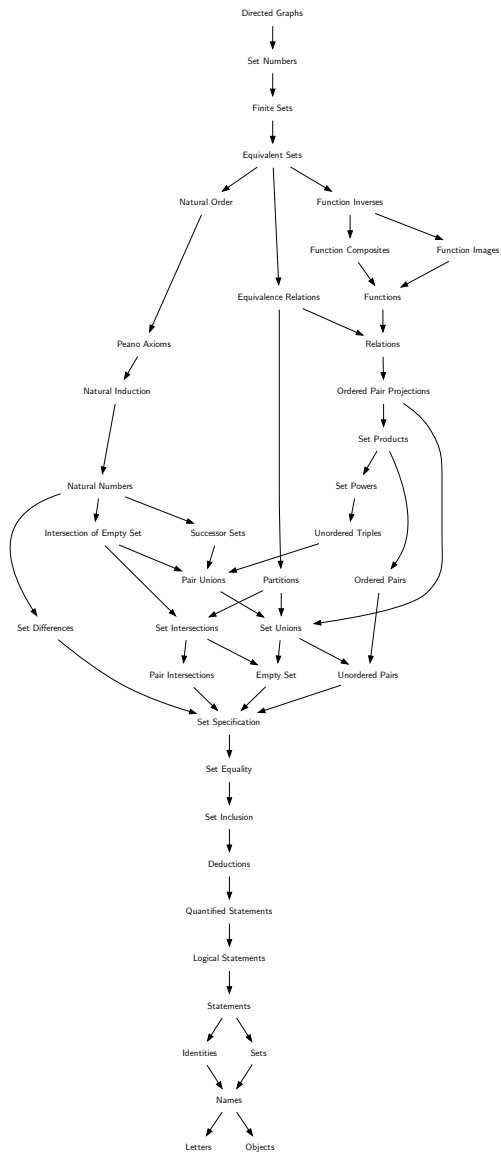 Directed Graphs
Set Numbers
Finite Sets
Equivalent Sets
Natural Order
Function Inverses
Function Composites
Function Images
Equivalence Relations
Functions
Peano Axioms
Relations
Natural Induction
Ordered Pair Projections
Set Products
Natural Numbers
Set Powers
Intersection of Empty Set
Successor Sets
Unordered Triples
Pair Unions
Partitions
Ordered Pairs
Set Differences
Set Intersections
Set Unions
Pair Intersections
Empty Set
Unordered Pairs
Set Specification
Set Equality
Set Inclusion
Deductions
Quantified Statements
Logical Statements
Statements
Identities
Sets
Names
Letters
Objects